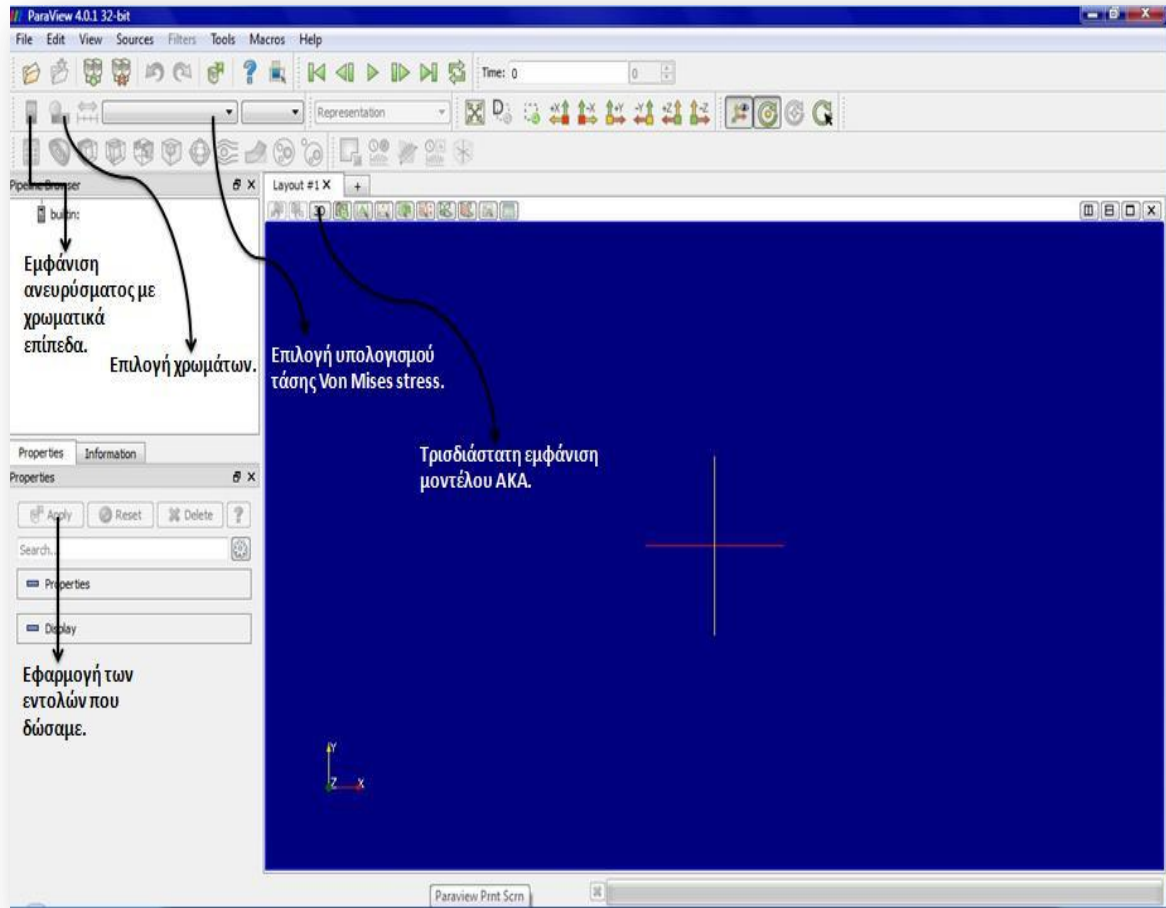 ParaView 4.0.1 32-bit
File Edit View Sources Filters Tools Macros Help
Time: 0 0
Representation
Pipeline Browser
Layout #1 X +
builtin:
3D
Εμφάνιση
ανευρύσματος με
χρωματικά
επίπεδα.
Επιλογή χρωμάτων.
Επιλογή υπολογισμού
τάσης Von Mises stress.
Τρισδιάστατη εμφάνιση
μοντέλου ΑΚΑ.
Properties Information
Properties
Apply Reset Delete ?
Search...
Properties
Display
Εφαρμογή των
εντολών που
δώσαμε.
Y
Z X
Paraview Prnt Scrn